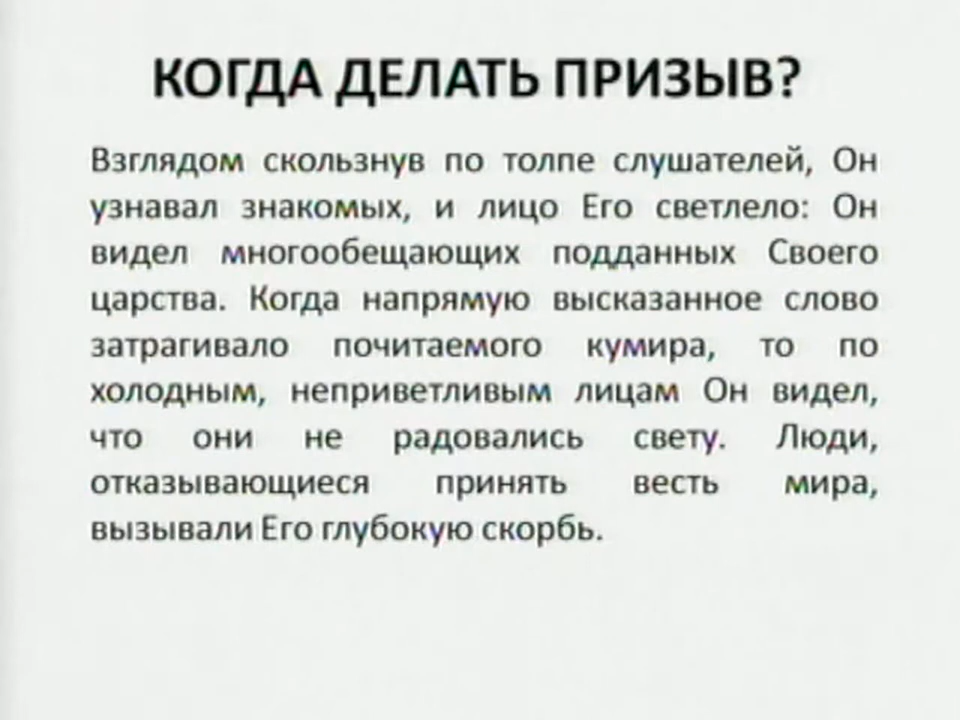 КОГДА ДЕЛАТЬ ПРИЗЫВ?
Взглядом скользнув по толпе слушателей, Он
узнавал знакомых, и лицо Его светлело: Он
видел многообещающих подданных Своего
царства. Когда напрямую высказанное слово
затрагивало почитаемого кумира, то по
холодным, неприветливым лицам Он видел,
что они не радовались свету. Люди,
отказывающиеся принять весть мира,
вызывали Его глубокую скорбь.